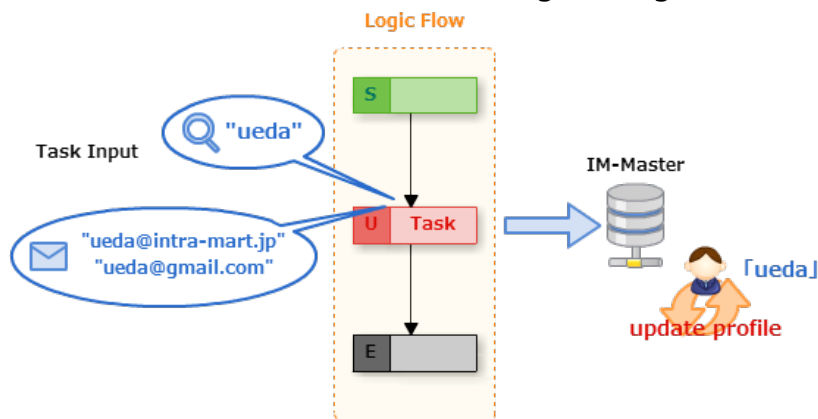 Logic Flow
S
"ueda"
Task Input
IM-Master
U Task
"ueda@intra-mart.jp"
"ueda@gmail.com"
「ueda」
update profile
E